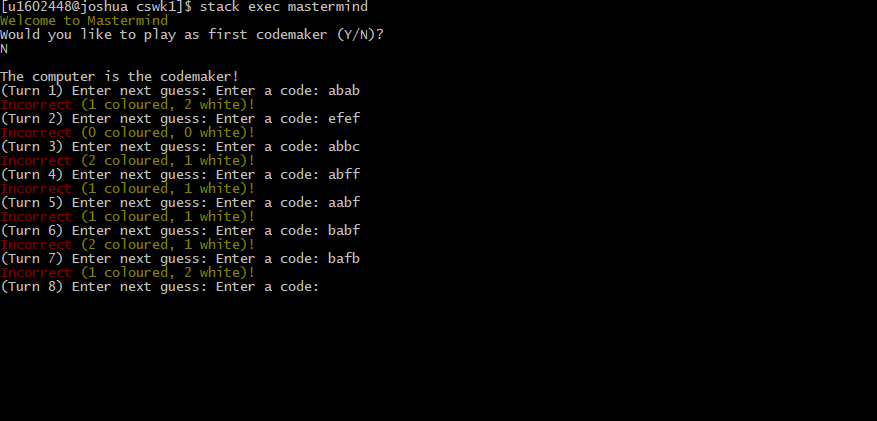 [u1602448@joshua cswk1]$ stack exec mastermind
Welcome to Mastermind
Would you like to play as first codemaker (Y/N)?
N
The computer is the codemaker!
(Turn 1) Enter next guess: Enter a code: abab
Incorrect (1 coloured, 2 white)!
(Turn 2) Enter next guess: Enter a code: efef
Incorrect (0 coloured, 0 white)!
(Turn 3) Enter next guess: Enter a code: abbc
Incorrect (2 coloured, 1 white)!
(Turn 4) Enter next guess: Enter a code: abff
Incorrect (1 coloured, 1 white)!
(Turn 5) Enter next guess: Enter a code: aabf
Incorrect (1 coloured, 1 white)!
(Turn 6) Enter next guess: Enter a code: babf
Incorrect (2 coloured, 1 white)!
(Turn 7) Enter next guess: Enter a code: bafb
Incorrect (1 coloured, 2 white)!
(Turn 8) Enter next guess: Enter a code: